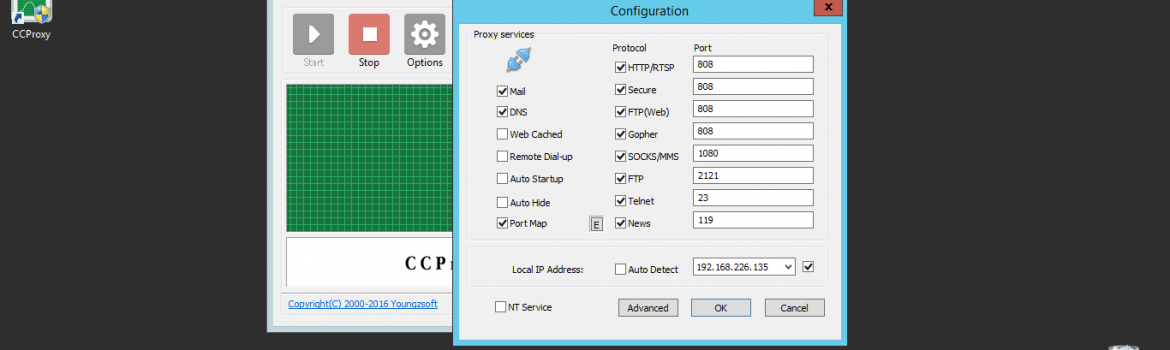 CCProxy
Start
Stop
Options
CCP
Copyright(C) 2000-2016 Youngzsoft
Configuration
x
Proxy services
Protocol
Port
HTTP/RTSP
808
Mail
Secure
808
DNS
FTP(Web)
808
Web Cached
Gopher
808
Remote Dial-up
SOCKS/MMS
1080
Auto Startup
FTP
2121
Auto Hide
Telnet
23
Port Map
E
News
119
Local IP Address:
Auto Detect
192.168.226.135
NT Service
Advanced
OK
Cancel